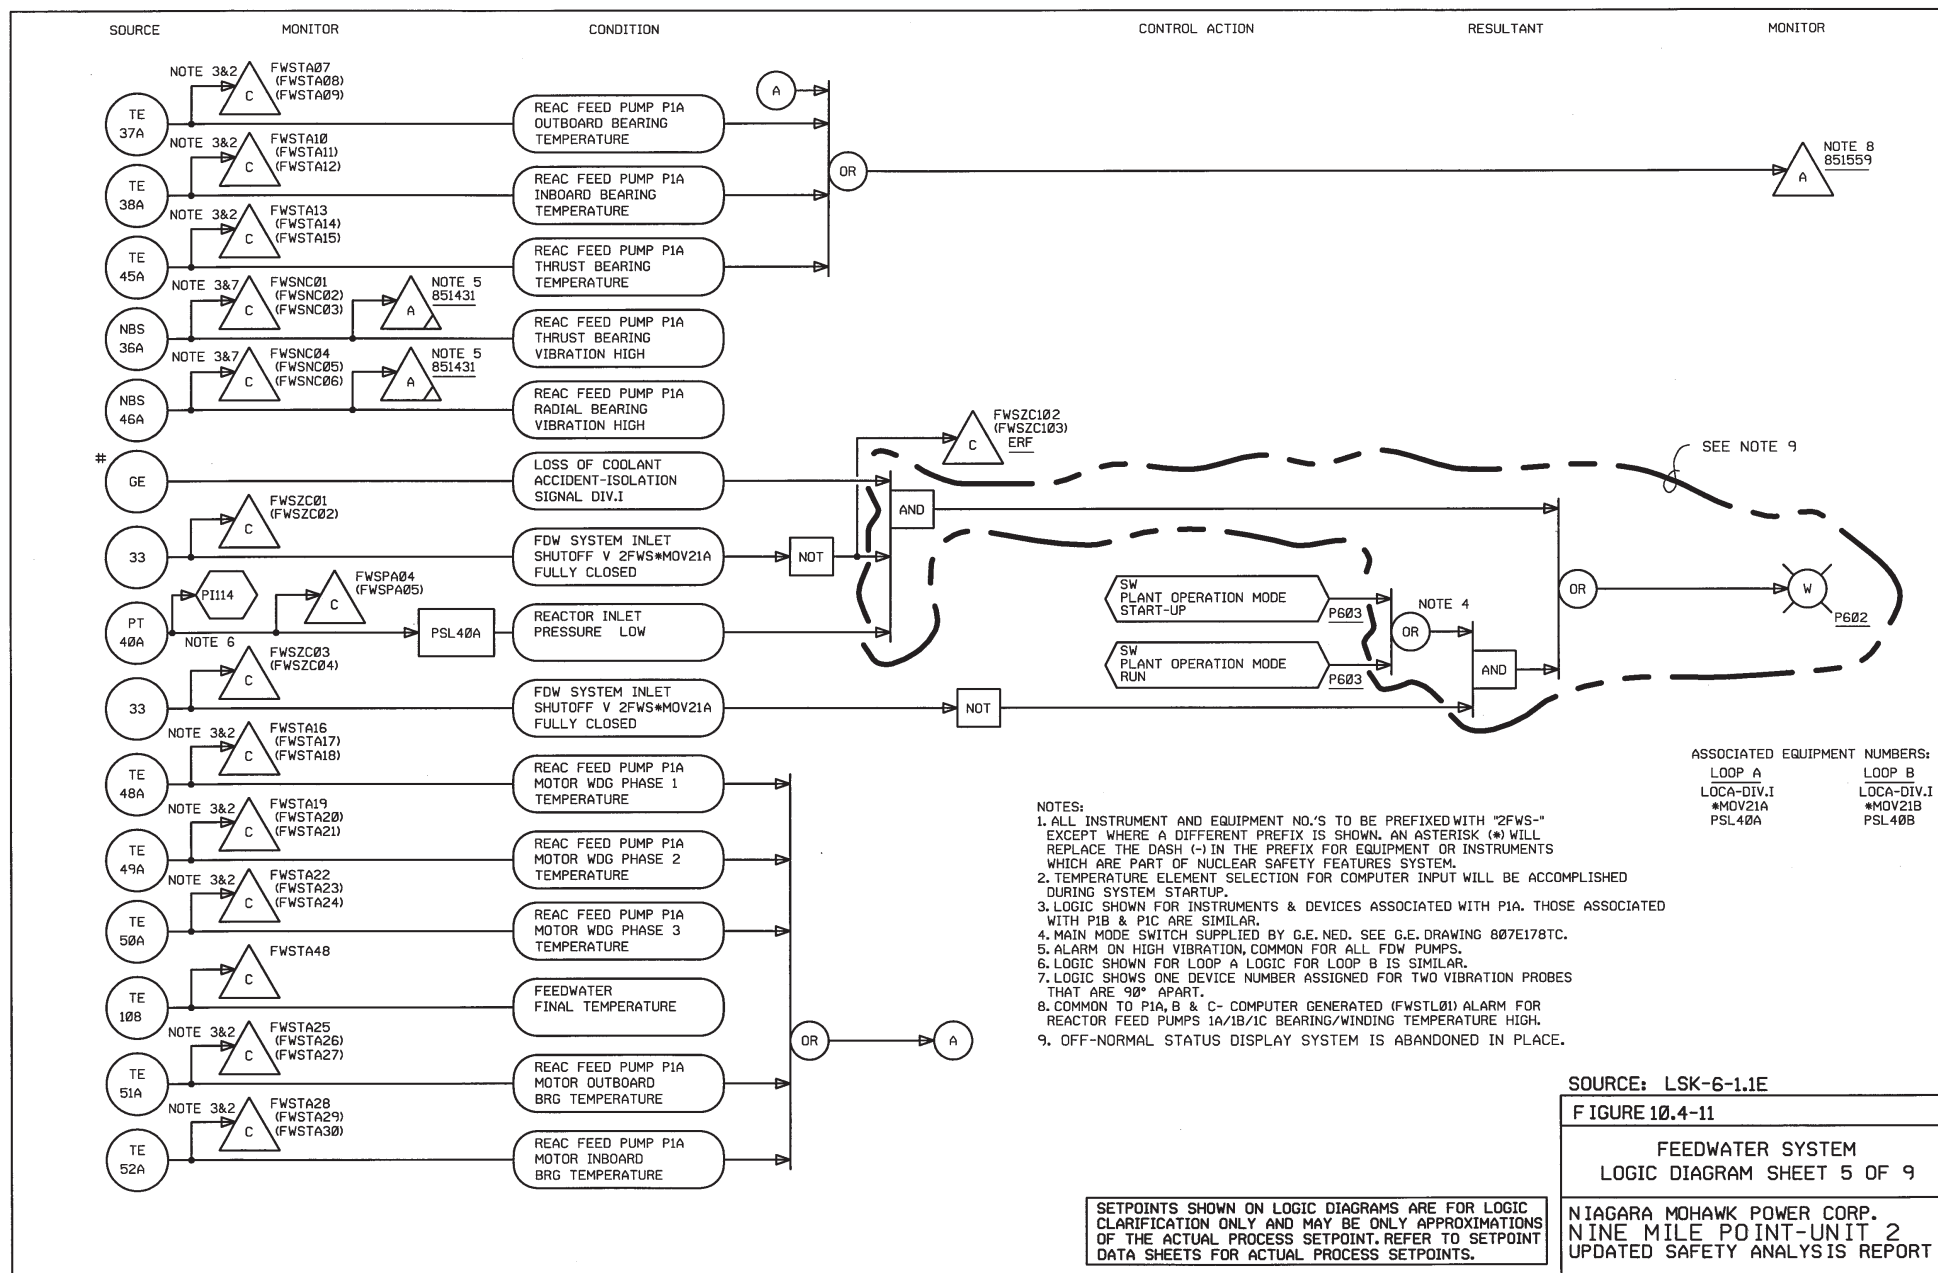 SOURCE MONITOR CONDITION CONTROL ACTION RESULTANT MONITOR
NOTE 3&2
C
FWSTA07
(FWSTA08)
(FWSTA09)
TE
37A
REAC FEED PUMP P1A
OUTBOARD BEARING
TEMPERATURE
A
NOTE 3&2
C
FWSTA10
(FWSTA11)
(FWSTA12)
TE
38A
REAC FEED PUMP P1A
INBOARD BEARING
TEMPERATURE
OR
A
NOTE 8
851559
NOTE 3&2
C
FWSTA13
(FWSTA14)
(FWSTA15)
TE
45A
REAC FEED PUMP P1A
THRUST BEARING
TEMPERATURE
NOTE 3&7
C
FWSNC01
(FWSNC02)
(FWSNC03)
A
NOTE 5
851431
NBS
36A
REAC FEED PUMP P1A
THRUST BEARING
VIBRATION HIGH
NOTE 3&7
C
FWSNC04
(FWSNC05)
(FWSNC06)
A
NOTE 5
851431
NBS
46A
REAC FEED PUMP P1A
RADIAL BEARING
VIBRATION HIGH
C
FWSZC102
(FWSZC103)
ERF
SEE NOTE 9
#
GE
LOSS OF COOLANT
ACCIDENT-ISOLATION
SIGNAL DIV.I
AND
C
FWSZC01
(FWSZC02)
33
FDW SYSTEM INLET
SHUTOFF V 2FWS*MOV21A
FULLY CLOSED
NOT
PI114
C
FWSPA04
(FWSPA05)
PT
40A
NOTE 6
PSL40A
REACTOR INLET
PRESSURE LOW
SW
PLANT OPERATION MODE
START-UP
P603
NOTE 4
OR
OR
W
P602
SW
PLANT OPERATION MODE
RUN
P603
AND
C
FWSZC03
(FWSZC04)
33
FDW SYSTEM INLET
SHUTOFF V 2FWS*MOV21A
FULLY CLOSED
NOT
NOTE 3&2
C
FWSTA16
(FWSTA17)
(FWSTA18)
TE
48A
REAC FEED PUMP P1A
MOTOR WDG PHASE 1
TEMPERATURE
NOTE 3&2
C
FWSTA19
(FWSTA20)
(FWSTA21)
TE
49A
REAC FEED PUMP P1A
MOTOR WDG PHASE 2
TEMPERATURE
NOTE 3&2
C
FWSTA22
(FWSTA23)
(FWSTA24)
TE
50A
REAC FEED PUMP P1A
MOTOR WDG PHASE 3
TEMPERATURE
C
FWSTA48
TE
108
FEEDWATER
FINAL TEMPERATURE
OR
A
NOTE 3&2
C
FWSTA25
(FWSTA26)
(FWSTA27)
TE
51A
REAC FEED PUMP P1A
MOTOR OUTBOARD
BRG TEMPERATURE
NOTE 3&2
C
FWSTA28
(FWSTA29)
(FWSTA30)
TE
52A
REAC FEED PUMP P1A
MOTOR INBOARD
BRG TEMPERATURE
ASSOCIATED EQUIPMENT NUMBERS:
LOOP A LOOP B
LOCA-DIV.I LOCA-DIV.I
*MOV21A *MOV21B
PSL40A PSL40B
NOTES:
1. ALL INSTRUMENT AND EQUIPMENT NO.'S TO BE PREFIXED WITH "2FWS-"
EXCEPT WHERE A DIFFERENT PREFIX IS SHOWN. AN ASTERISK (*) WILL
REPLACE THE DASH (-) IN THE PREFIX FOR EQUIPMENT OR INSTRUMENTS
WHICH ARE PART OF NUCLEAR SAFETY FEATURES SYSTEM.
2. TEMPERATURE ELEMENT SELECTION FOR COMPUTER INPUT WILL BE ACCOMPLISHED
DURING SYSTEM STARTUP.
3. LOGIC SHOWN FOR INSTRUMENTS & DEVICES ASSOCIATED WITH P1A. THOSE ASSOCIATED
WITH P1B & P1C ARE SIMILAR.
4. MAIN MODE SWITCH SUPPLIED BY G.E. NED. SEE G.E. DRAWING 807E178TC.
5. ALARM ON HIGH VIBRATION, COMMON FOR ALL FDW PUMPS.
6. LOGIC SHOWN FOR LOOP A LOGIC FOR LOOP B IS SIMILAR.
7. LOGIC SHOWS ONE DEVICE NUMBER ASSIGNED FOR TWO VIBRATION PROBES
THAT ARE 90° APART.
8. COMMON TO P1A, B & C- COMPUTER GENERATED (FWSTL01) ALARM FOR
REACTOR FEED PUMPS 1A/1B/1C BEARING/WINDING TEMPERATURE HIGH.
9. OFF-NORMAL STATUS DISPLAY SYSTEM IS ABANDONED IN PLACE.
SETPOINTS SHOWN ON LOGIC DIAGRAMS ARE FOR LOGIC
CLARIFICATION ONLY AND MAY BE ONLY APPROXIMATIONS
OF THE ACTUAL PROCESS SETPOINT. REFER TO SETPOINT
DATA SHEETS FOR ACTUAL PROCESS SETPOINTS.
SOURCE: LSK-6-1.1E
FIGURE 10.4-11
FEEDWATER SYSTEM
LOGIC DIAGRAM SHEET 5 OF 9
NIAGARA MOHAWK POWER CORP.
NINE MILE POINT-UNIT 2
UPDATED SAFETY ANALYSIS REPORT